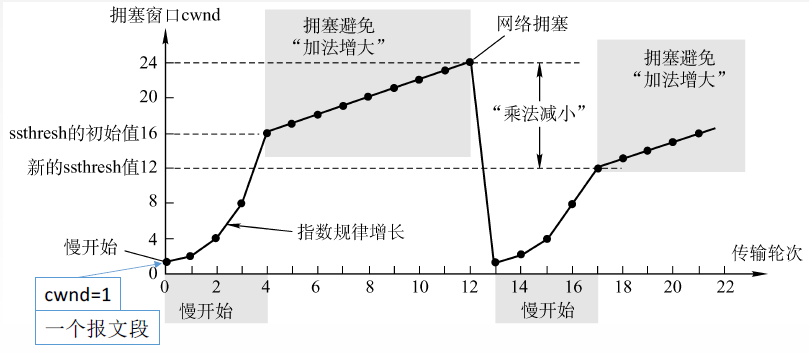 拥塞窗口cwnd
拥塞避免
“加法增大”
网络拥塞
拥塞避免
“加法增大”
24
20
“乘法减小”
ssthresh的初始值16
新的ssthresh值12
8
指数规律增长
慢开始
4
传输轮次
0
0 2 4 6 8 10 12 14 16 18 20 22
cwnd=1
慢开始
慢开始
一个报文段